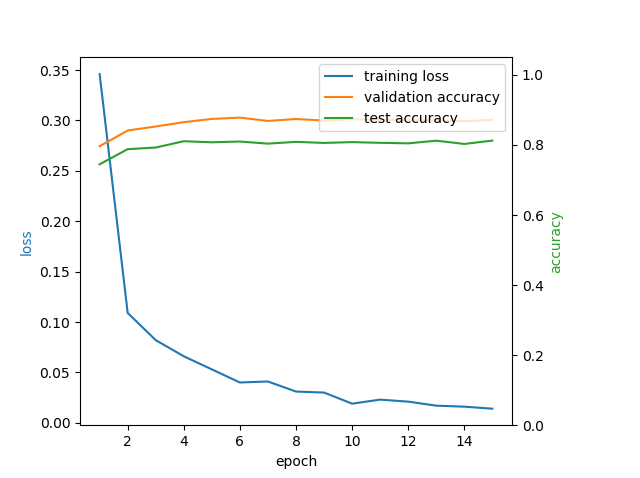 training loss
validation accuracy
test accuracy
0.35
0.30
0.25
0.20
0.15
0.10
0.05
0.00
loss
1.0
0.8
0.6
0.4
0.2
0.0
accuracy
2 4 6 8 10 12 14
epoch